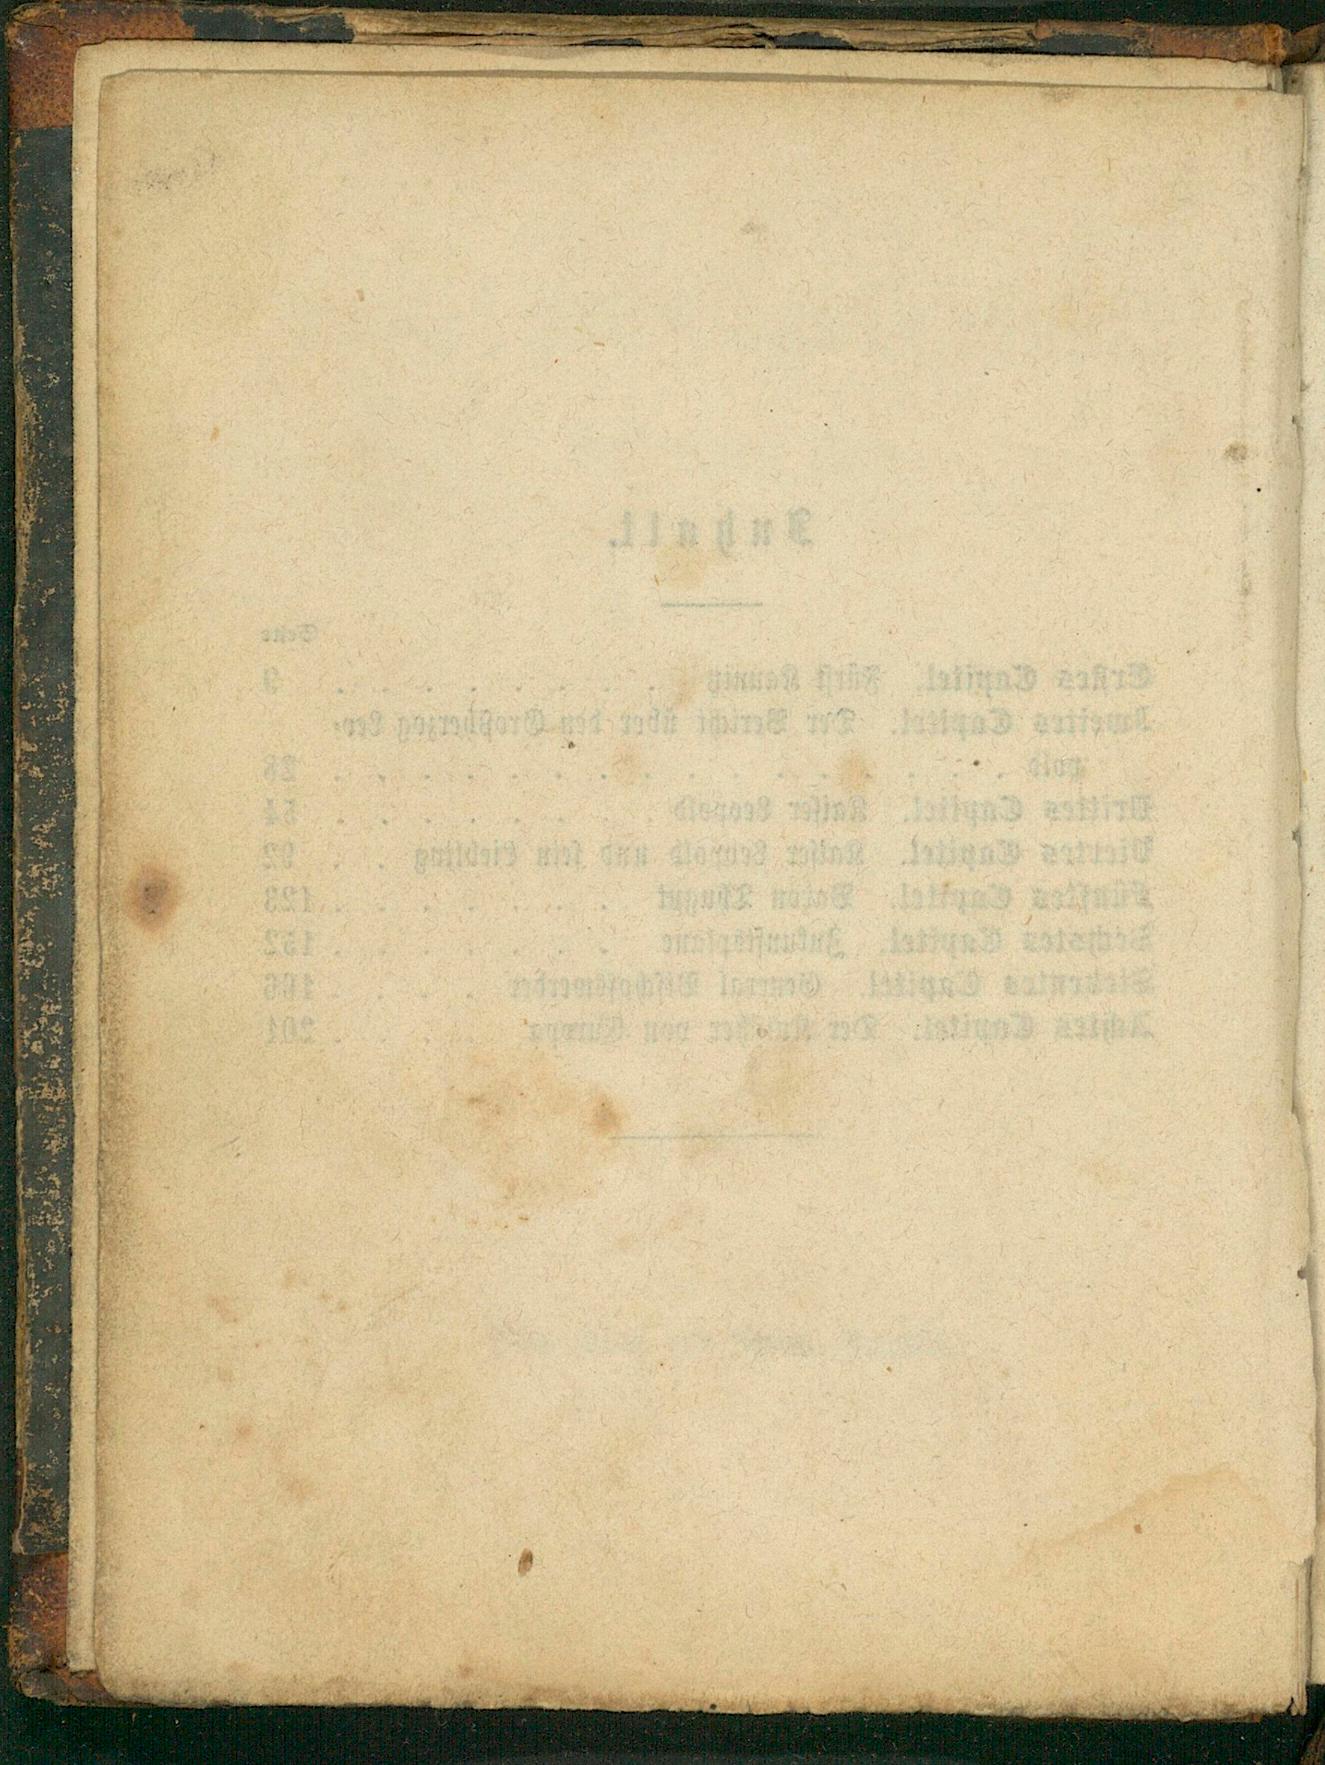 Inhalt.
Seite
Erstes Capitel. Fürst Kaunitz . . . . . . . . 9
Zweites Capitel. Der Bericht über den Großherzog Leo-
pold . . . . . . . . . . . . . . . . 28
Drittes Capitel. Kaiser Leopold . . . . . . . . 54
Viertes Capitel. Kaiser Leopold und sein Liebling . . 92
Fünftes Capitel. Baron Thugut . . . . . . . 123
Sechstes Capitel. Zukunftspläne . . . . . . . 152
Siebentes Capitel. General Bischofswerder . . . . 166
Achtes Capitel. Der Kutscher von Europa . . . . 201